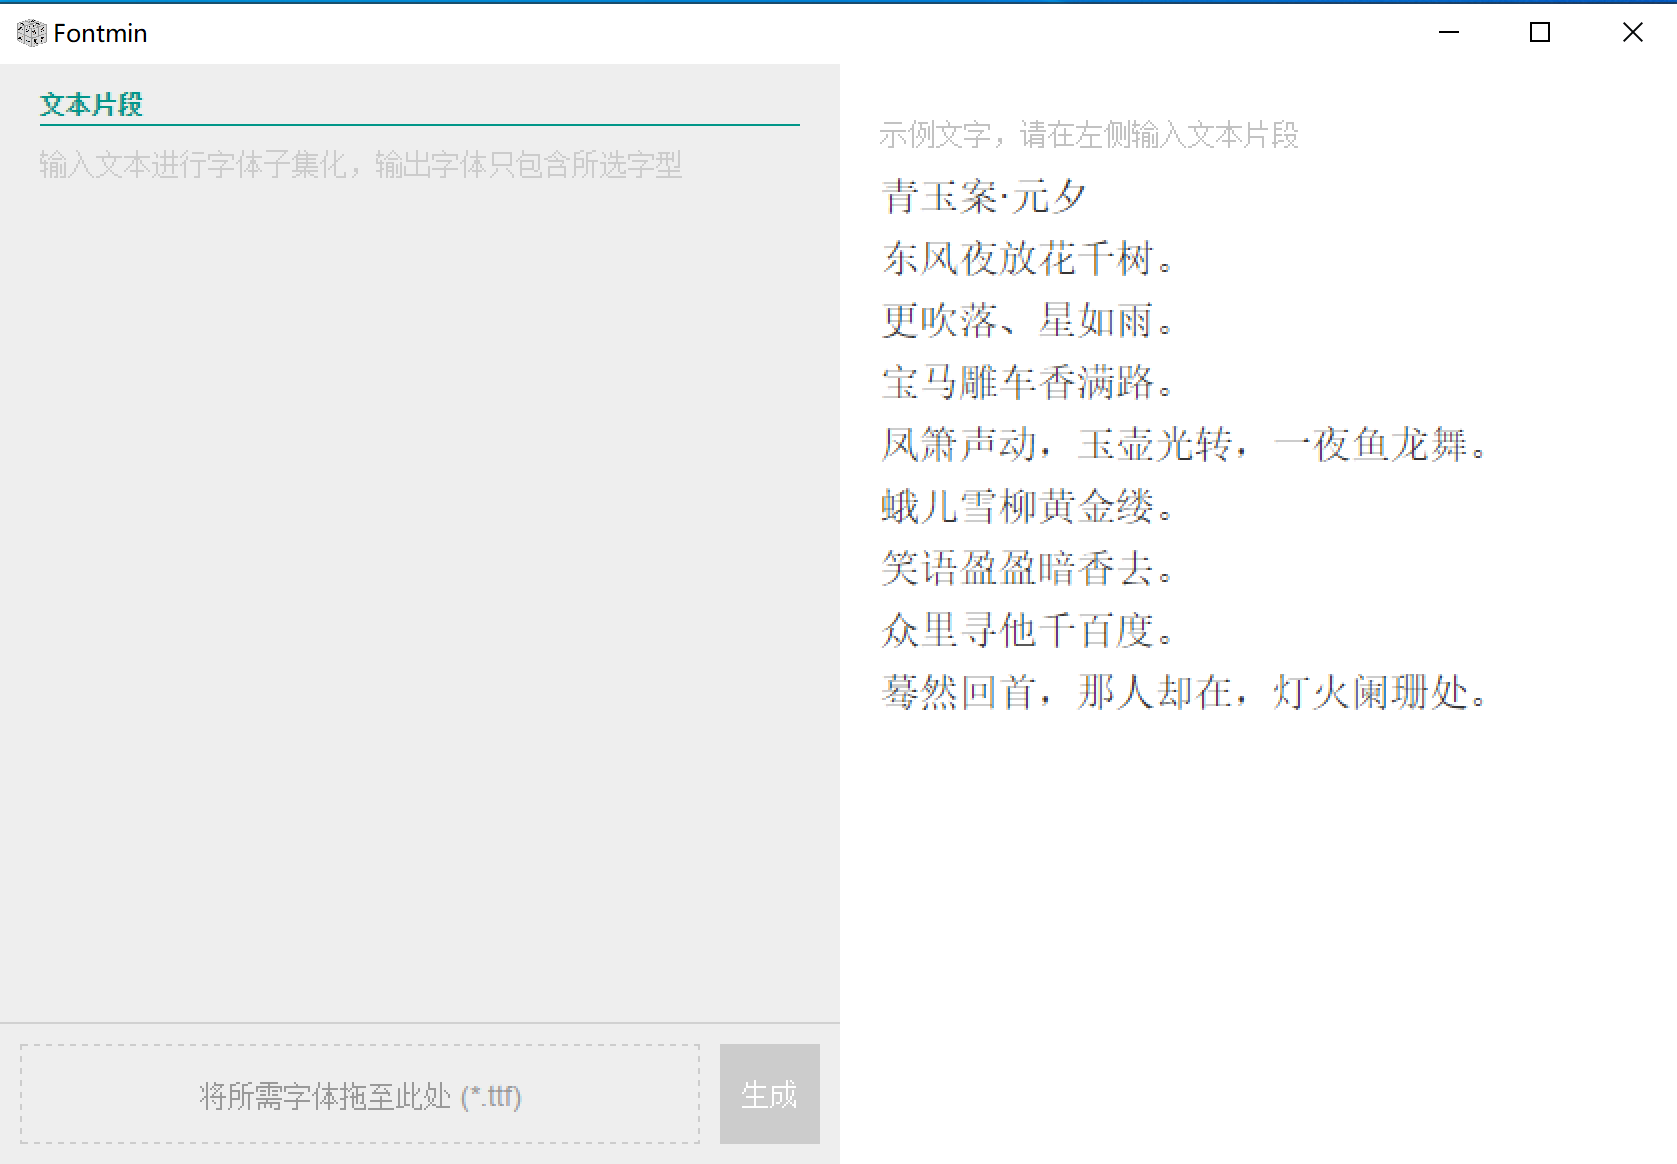 Fontmin
文本片段
输入文本进行字体子集化，输出字体只包含所选字型
将所需字体拖至此处 (*.ttf)
生成
示例文字，请在左侧输入文本片段
青玉案·元夕
东风夜放花千树。
更吹落、星如雨。
宝马雕车香满路。
凤箫声动，玉壶光转，一夜鱼龙舞。
蛾儿雪柳黄金缕。
笑语盈盈暗香去。
众里寻他千百度。
蓦然回首，那人却在，灯火阑珊处。